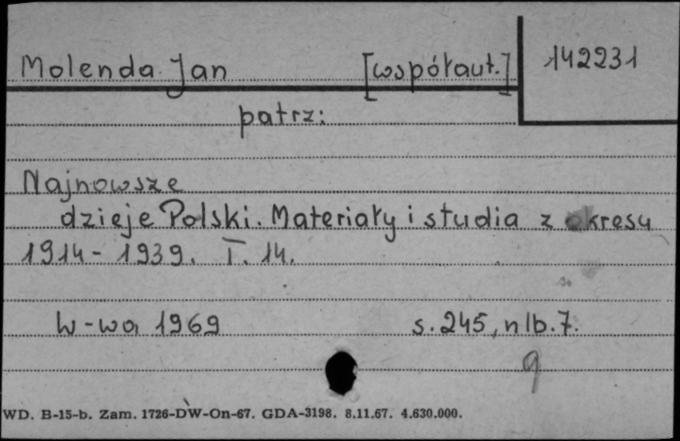 Molenda Jan [współaut.] 142231
patrz:
Najnowsze
dzieje Polski. Materiały i studia z okresu
1914-1939. T. 14.
W-wa 1969 s. 245, nlb. 7.
9
WD. B-15-b. Zam. 1726-DW-On-67. GDA-3198. 8.11.67. 4.630.000.